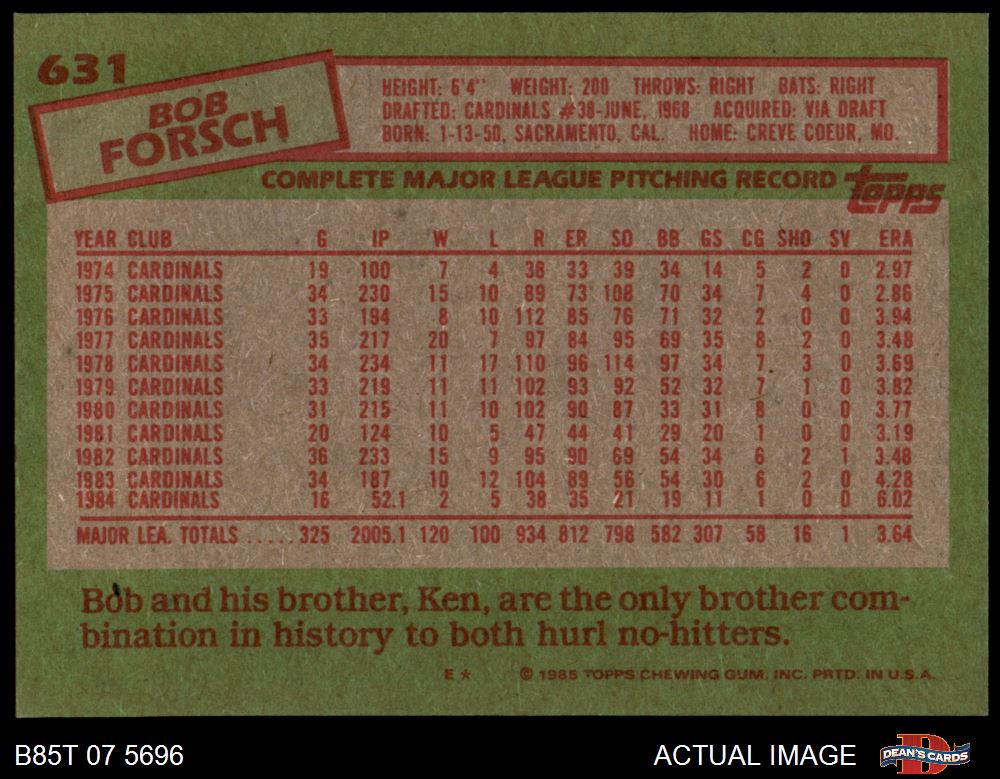 631
BOB
FORSCH
HEIGHT: 6'4" WEIGHT: 200 THROWS: RIGHT BATS: RIGHT
DRAFTED: CARDINALS #38-JUNE, 1968 ACQUIRED: VIA DRAFT
BORN: 1-13-50, SACRAMENTO, CAL. HOME: CREVE COEUR, MO.
COMPLETE MAJOR LEAGUE PITCHING RECORD topps
YEAR CLUB G IP W L R ER SO BB GS CG SHO SV ERA
1974 CARDINALS 19 100 7 4 38 33 39 34 14 5 2 0 2.97
1975 CARDINALS 34 230 15 10 89 73 108 70 34 7 4 0 2.86
1976 CARDINALS 33 194 8 10 112 85 76 71 32 2 0 0 3.94
1977 CARDINALS 35 217 20 7 97 84 95 69 35 8 2 0 3.48
1978 CARDINALS 34 234 11 17 110 96 114 97 34 7 3 0 3.69
1979 CARDINALS 33 219 11 11 102 93 92 52 32 7 1 0 3.82
1980 CARDINALS 31 215 11 10 102 90 87 33 31 8 0 0 3.77
1981 CARDINALS 20 124 10 5 47 44 41 29 20 1 0 0 3.19
1982 CARDINALS 36 233 15 9 95 90 69 54 34 6 2 1 3.48
1983 CARDINALS 34 187 10 12 104 89 56 54 30 6 2 0 4.28
1984 CARDINALS 16 52.1 2 5 38 35 21 19 11 1 0 0 6.02
MAJOR LEA. TOTALS ..... 325 2005.1 120 100 934 812 798 582 307 58 16 1 3.64
Bob and his brother, Ken, are the only brother com-
bination in history to both hurl no-hitters.
E * © 1985 TOPPS CHEWING GUM, INC. PRTD. IN U.S.A.
B85T 07 5696 ACTUAL IMAGE D DEAN'S CARDS